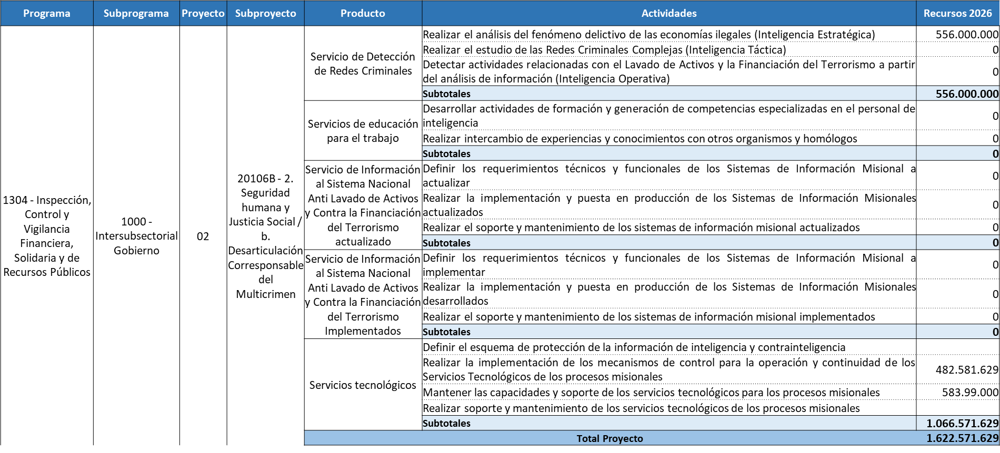 Programa Subprograma Proyecto Subproyecto Producto Actividades Recursos 2026
1304 - Inspección,
Control y
Vigilancia
Financiera,
Solidaria y de
Recursos Públicos
1000 -
Intersubsectorial
Gobierno
02
20106B - 2.
Seguridad
humana y
Justicia Social /
b.
Desarticulación
Corresponsable
del
Multicrimen
Servicio de Detección
de Redes Criminales
Realizar el análisis del fenómeno delictivo de las economías ilegales (Inteligencia Estratégica) 556.000.000
Realizar el estudio de las Redes Criminales Complejas (Inteligencia Táctica) 0
Detectar actividades relacionadas con el Lavado de Activos y la Financiación del Terrorismo a partir
del análisis de información (Inteligencia Operativa) 0
Subtotales 556.000.000
Servicios de educación
para el trabajo
Desarrollar actividades de formación y generación de competencias especializadas en el personal de
inteligencia 0
Realizar intercambio de experiencias y conocimientos con otros organismos y homólogos 0
Subtotales 0
Servicio de Información
al Sistema Nacional
Anti Lavado de Activos
y Contra la Financiación
del Terrorismo
actualizado
Definir los requerimientos técnicos y funcionales de los Sistemas de Información Misional a
actualizar 0
Realizar la implementación y puesta en producción de los Sistemas de Información Misionales
actualizados 0
Realizar el soporte y mantenimiento de los sistemas de información misional actualizados 0
Subtotales 0
Servicio de Información
al Sistema Nacional
Anti Lavado de Activos
y Contra la Financiación
del Terrorismo
Implementados
Definir los requerimientos técnicos y funcionales de los Sistemas de Información Misional a
implementar 0
Realizar la implementación y puesta en producción de los Sistemas de Información Misionales
desarrollados 0
Realizar el soporte y mantenimiento de los sistemas de información misional implementados 0
Subtotales 0
Servicios tecnológicos
Definir el esquema de protección de la información de inteligencia y contrainteligencia
Realizar la implementación de los mecanismos de control para la operación y continuidad de los
Servicios Tecnológicos de los procesos misionales 482.581.629
Mantener las capacidades y soporte de los servicios tecnológicos para los procesos misionales 583.99.000
Realizar soporte y mantenimiento de los servicios tecnológicos de los procesos misionales
Subtotales 1.066.571.629
Total Proyecto 1.622.571.629